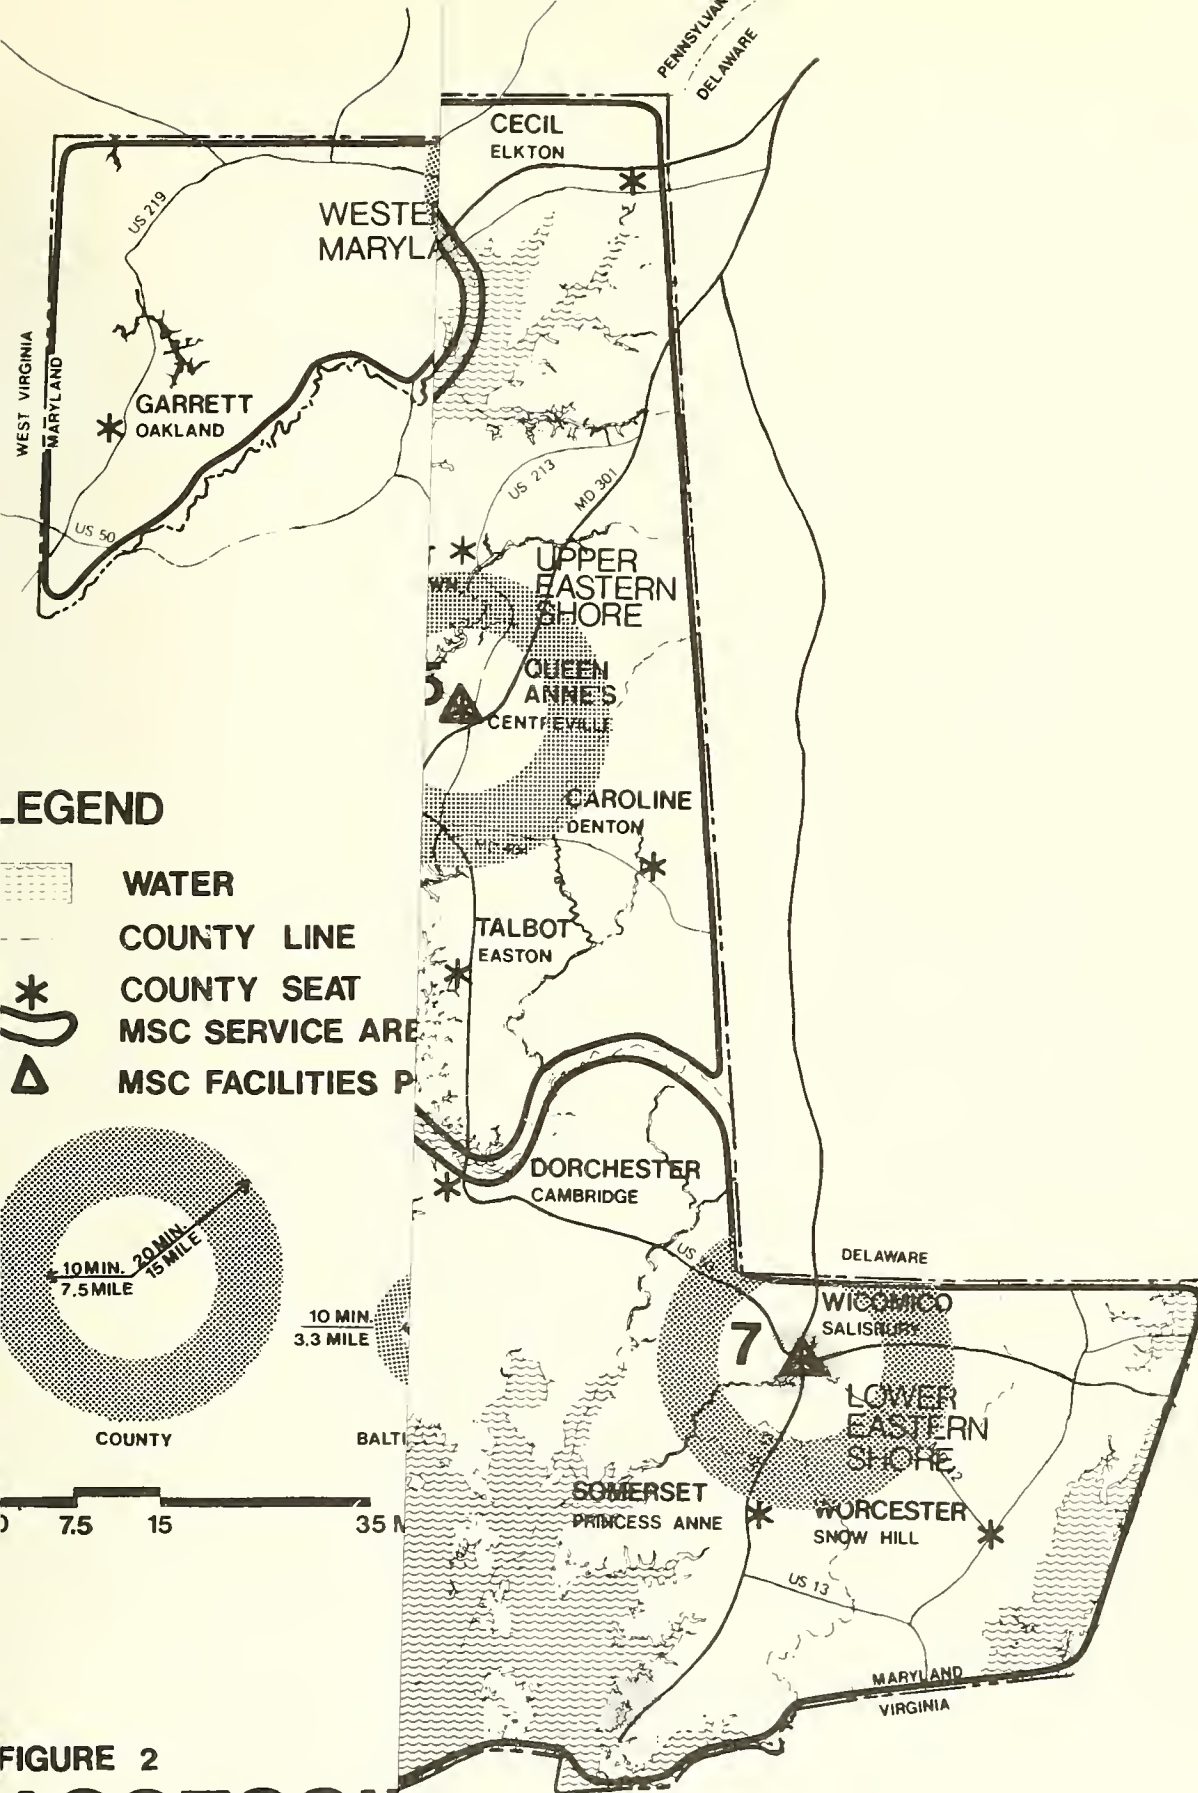 PENNSYLVAN
DELAWARE
CECIL
ELKTON
US 219
WESTE
MARYLA
WEST VIRGINIA
MARYLAND
GARRETT
OAKLAND
US 50
US 213
MD 301
UPPER
EASTERN
SHORE
WN
5
QUEEN
ANNE'S
CENTREVILLE
CAROLINE
DENTON
LEGEND
WATER
COUNTY LINE
COUNTY SEAT
MSC SERVICE ARE
MSC FACILITIES P
TALBOT
EASTON
DORCHESTER
CAMBRIDGE
10 MIN.
7.5 MILE
20 MIN.
15 MILE
10 MIN.
3.3 MILE
COUNTY
BALTI
0 7.5 15 35 M
DELAWARE
WICOMICO
SALISBURY
7
LOWER
EASTERN
SHORE
SOMERSET
PRINCESS ANNE
WORCESTER
SNOW HILL
US 13
MARYLAND
VIRGINIA
FIGURE 2